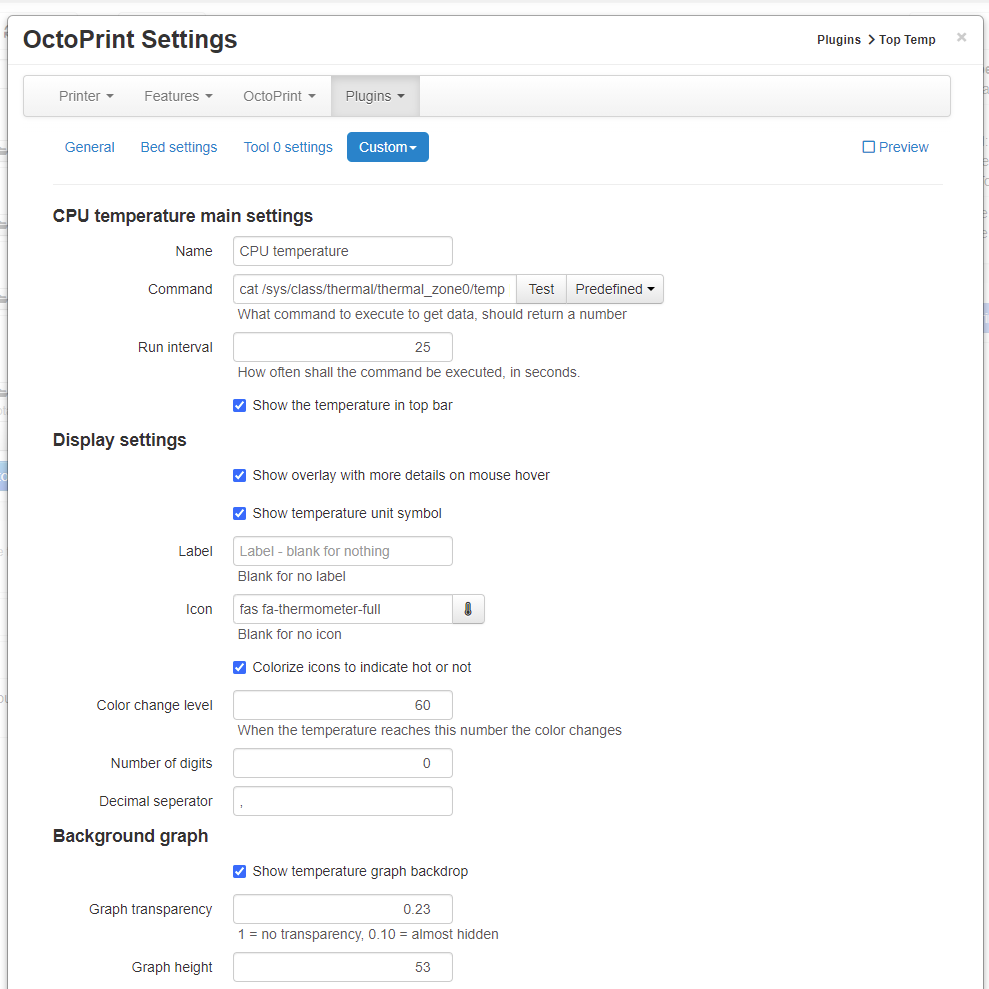 OctoPrint Settings
Plugins > Top Temp ×
Printer Features OctoPrint Plugins
General Bed settings Tool 0 settings Custom Preview
CPU temperature main settings
Name CPU temperature
Command cat /sys/class/thermal/thermal_zone0/temp Test Predefined
What command to execute to get data, should return a number
Run interval 25
How often shall the command be executed, in seconds.
Show the temperature in top bar
Display settings
Show overlay with more details on mouse hover
Show temperature unit symbol
Label Label - blank for nothing
Blank for no label
Icon fas fa-thermometer-full
Blank for no icon
Colorize icons to indicate hot or not
Color change level 60
When the temperature reaches this number the color changes
Number of digits 0
Decimal seperator ,
Background graph
Show temperature graph backdrop
Graph transparency 0.23
1 = no transparency, 0.10 = almost hidden
Graph height 53